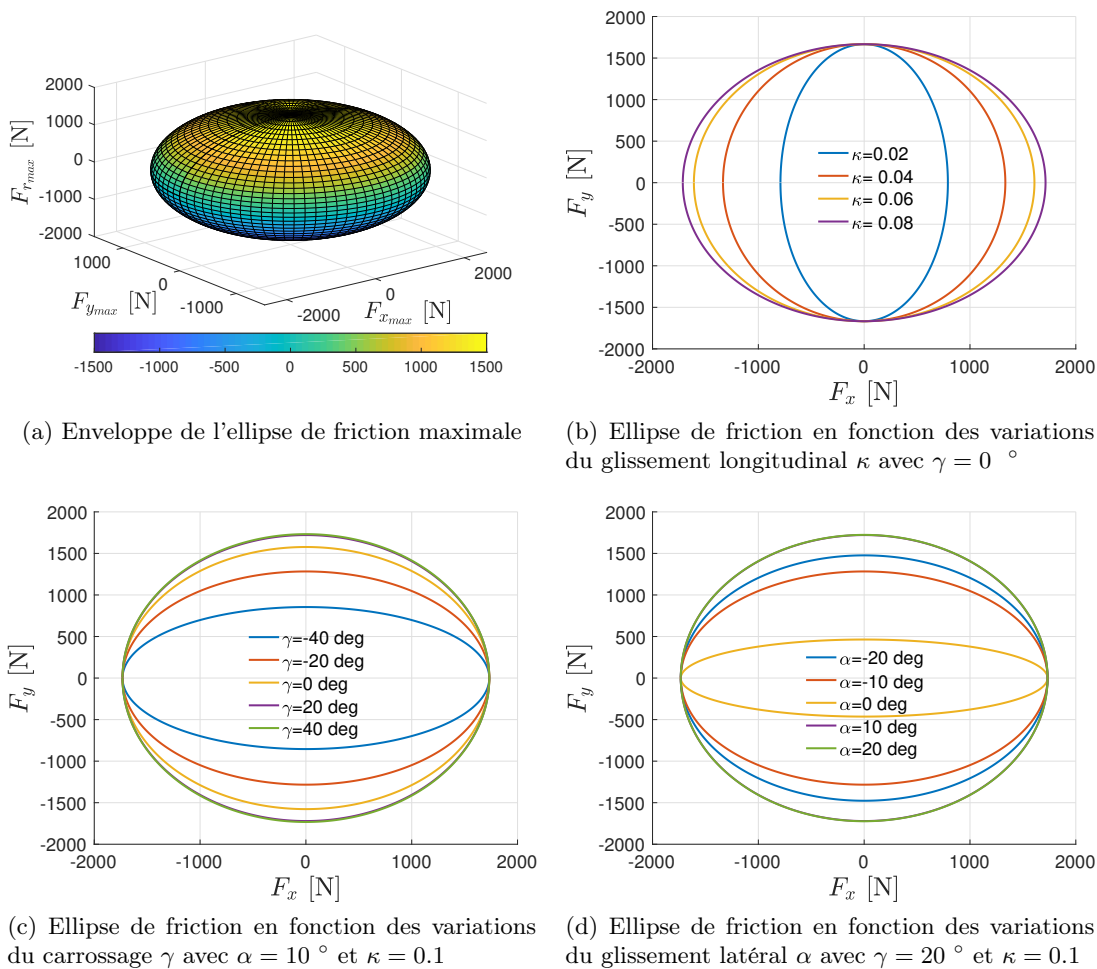 2000
1000
0
-1000
-2000
F_{r_{max}} [N]
1000
0
-1000
F_{y_{max}} [N]
-2000
0
2000
F_{x_{max}} [N]
-1500 -1000 -500 0 500 1000 1500
(a) Enveloppe de l'ellipse de friction maximale
2000
1500
1000
500
0
-500
-1000
-1500
-2000
F_y [N]
κ=0.02
κ= 0.04
κ= 0.06
κ= 0.08
-2000 -1000 0 1000 2000
F_x [N]
(b) Ellipse de friction en fonction des variations
du glissement longitudinal κ avec γ = 0 °
2000
1500
1000
500
0
-500
-1000
-1500
-2000
F_y [N]
γ=-40 deg
γ=-20 deg
γ=0 deg
γ=20 deg
γ=40 deg
-2000 -1000 0 1000 2000
F_x [N]
(c) Ellipse de friction en fonction des variations
du carrossage γ avec α = 10 ° et κ = 0.1
2000
1500
1000
500
0
-500
-1000
-1500
-2000
F_y [N]
α=-20 deg
α=-10 deg
α=0 deg
α=10 deg
α=20 deg
-2000 -1000 0 1000 2000
F_x [N]
(d) Ellipse de friction en fonction des variations
du glissement latéral α avec γ = 20 ° et κ = 0.1